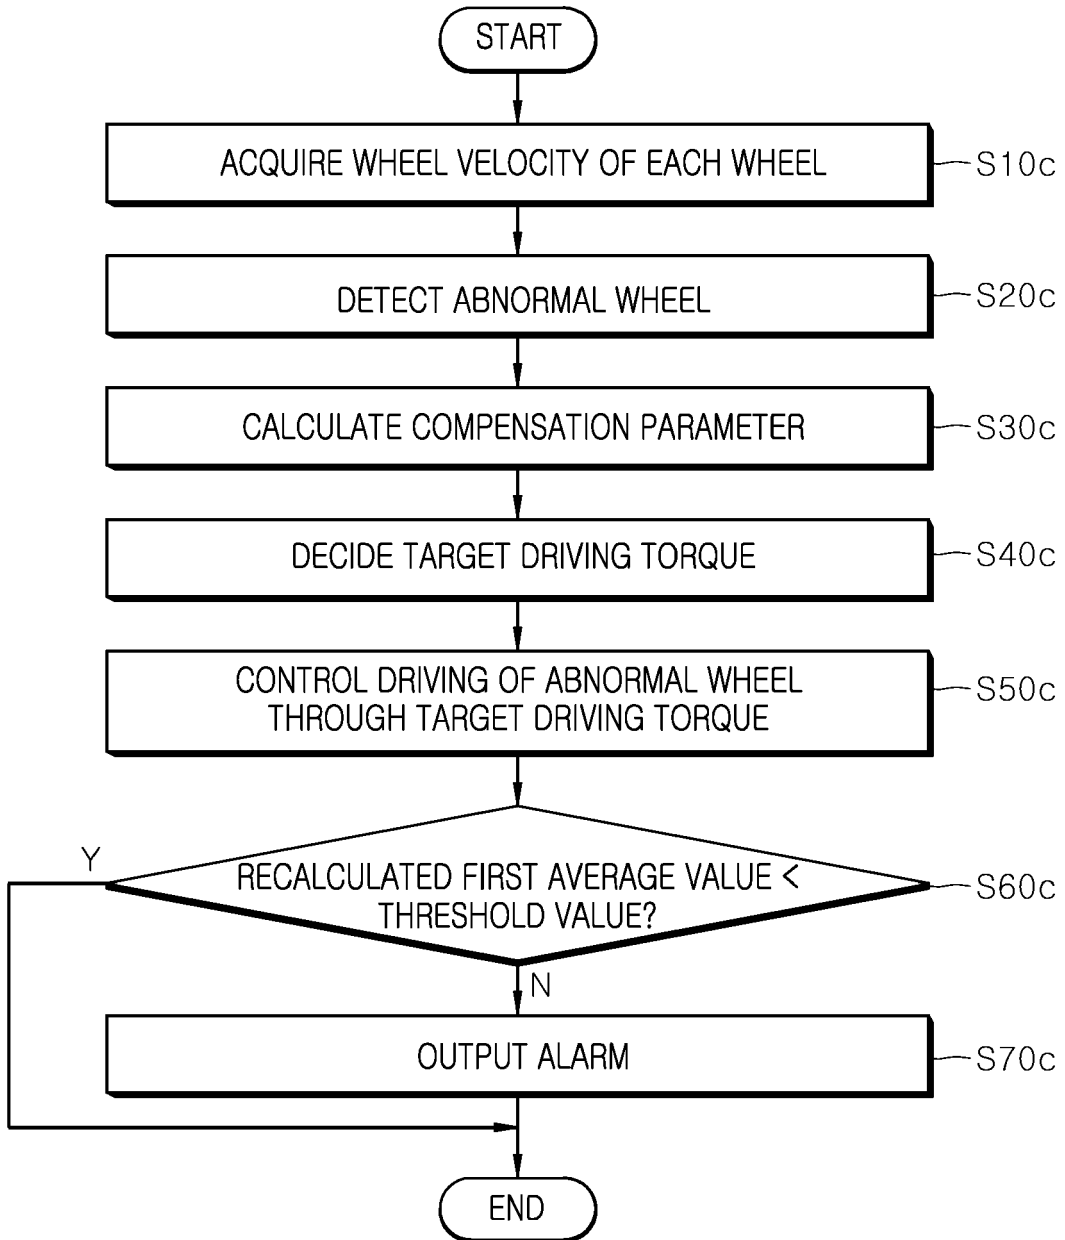 START
ACQUIRE WHEEL VELOCITY OF EACH WHEEL
S10c
DETECT ABNORMAL WHEEL
S20c
CALCULATE COMPENSATION PARAMETER
S30c
DECIDE TARGET DRIVING TORQUE
S40c
CONTROL DRIVING OF ABNORMAL WHEEL
THROUGH TARGET DRIVING TORQUE
S50c
Y
RECALCULATED FIRST AVERAGE VALUE <
THRESHOLD VALUE?
S60c
N
OUTPUT ALARM
S70c
END